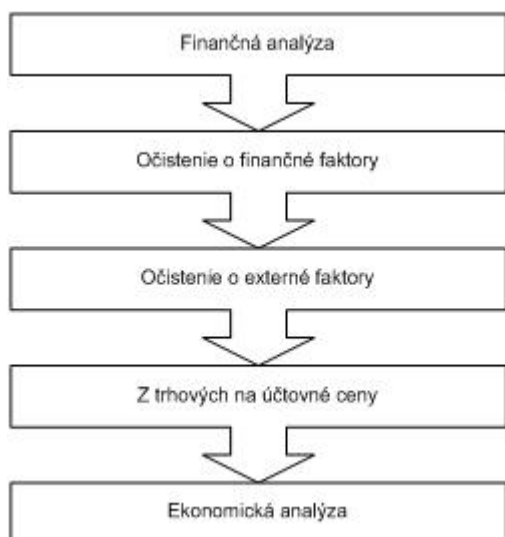 Finančná analýza
Očistenie o finančné faktory
Očistenie o externé faktory
Z trhových na účtovné ceny
Ekonomická analýza